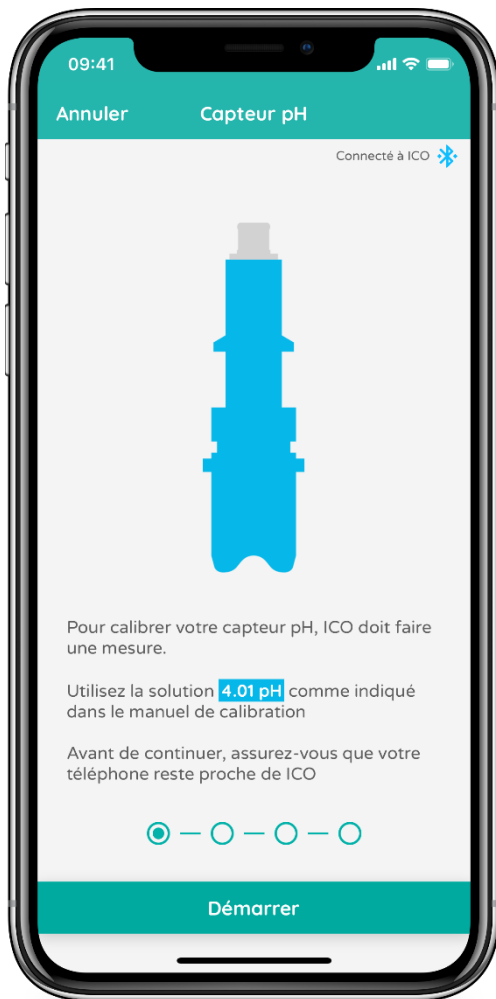 09:41
Annuler
Capteur pH
Connecté à ICO
Pour calibrer votre capteur pH, ICO doit faire
une mesure.
Utilisez la solution 4.01 pH comme indiqué
dans le manuel de calibration
Avant de continuer, assurez-vous que votre
téléphone reste proche de ICO
Démarrer